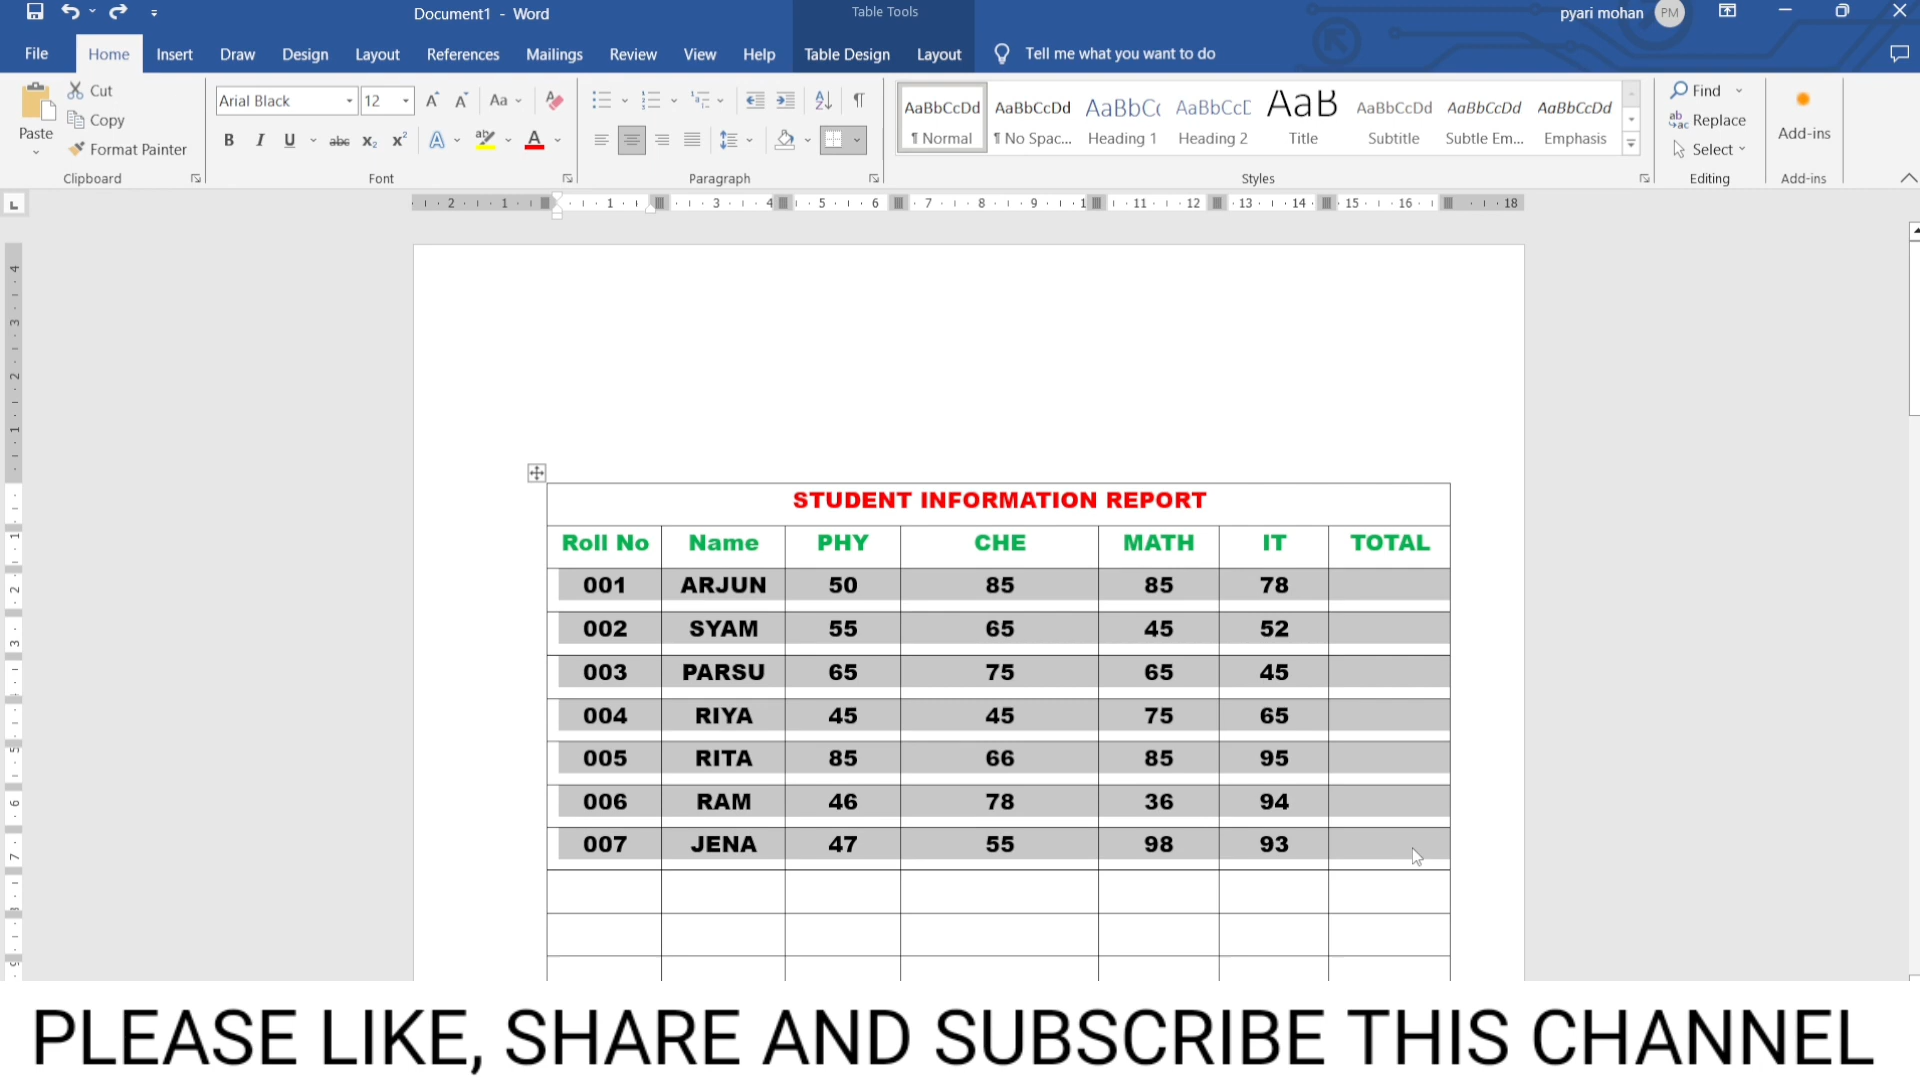 Document1 - Word
Table Tools
pyari mohan PM
File Home Insert Draw Design Layout References Mailings Review View Help Table Design Layout Tell me what you want to do
Paste
Cut
Copy
Format Painter
Clipboard
Arial Black 12
Font
Paragraph
AaBbCcDd AaBbCcDd AaBbC( AaBbCcC AaB AaBbCcDd AaBbCcDd AaBbCcDd
¶ Normal ¶ No Spac... Heading 1 Heading 2 Title Subtitle Subtle Em... Emphasis
Styles
Find
Replace
Select
Editing
Add-ins
Add-ins
STUDENT INFORMATION REPORT
Roll No Name PHY CHE MATH IT TOTAL
001 ARJUN 50 85 85 78
002 SYAM 55 65 45 52
003 PARSU 65 75 65 45
004 RIYA 45 45 75 65
005 RITA 85 66 85 95
006 RAM 46 78 36 94
007 JENA 47 55 98 93
PLEASE LIKE, SHARE AND SUBSCRIBE THIS CHANNEL